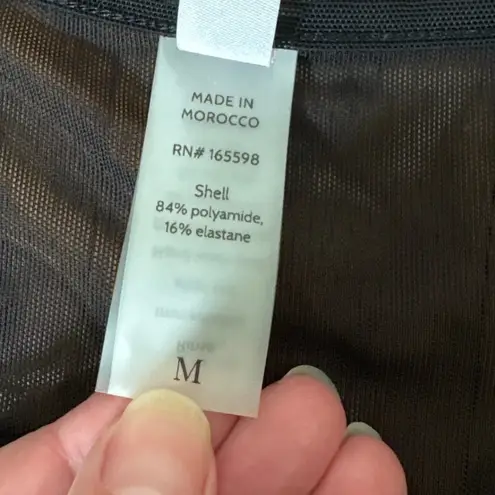 MADE IN
MOROCCO
RN# 165598
Shell
84% polyamide,
16% elastane
M